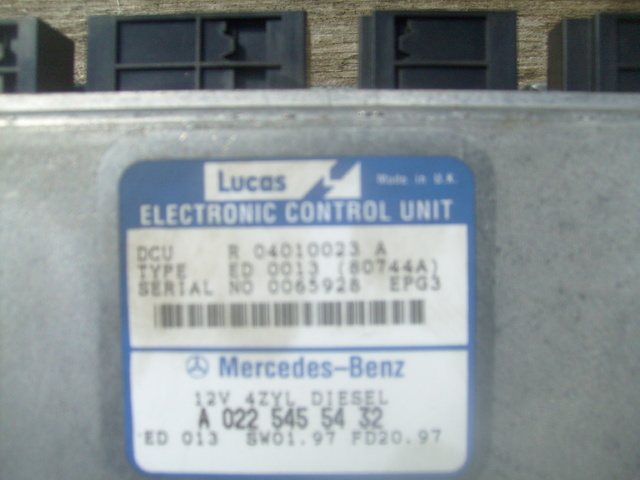 Lucas Made in U.K.
ELECTRONIC CONTROL UNIT
DCU R 04010023 A
TYPE ED 0013 (80744A)
SERIAL NO 0065928 EPG3
Mercedes-Benz
12V 4ZYL DIESEL
A 022 545 54 32
ED 013 SW01.97 FD20.97